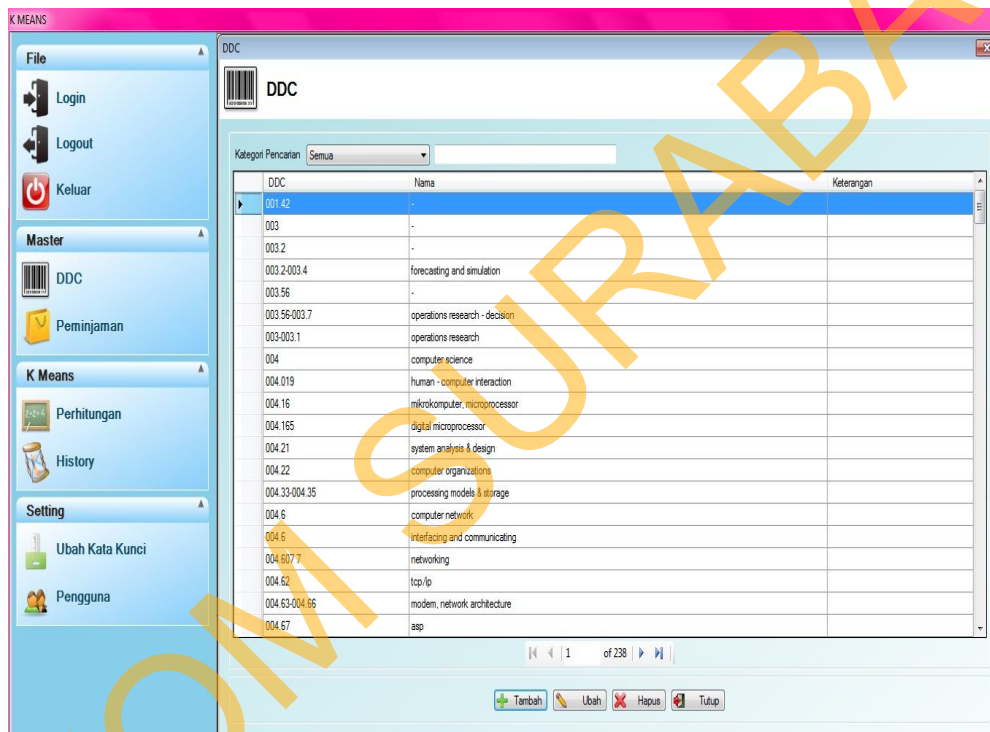 K MEANS
File
Login
Logout
Keluar
Master
DDC
Peminjaman
K Means
Perhitungan
History
Setting
Ubah Kata Kunci
Pengguna
DDC
DDC
Kategori Pencarian Semua
DDC Nama Keterangan
001.42 -
003 -
003.2 -
003.2-003.4 forecasting and simulation
003.56 -
003.56-003.7 operations research - decision
003-003.1 operations research
004 computer science
004.019 human - computer interaction
004.16 mikrokomputer, microprocessor
004.165 digital microprocessor
004.21 system analysis & design
004.22 computer organizations
004.33-004.35 processing models & storage
004.6 computer network
004.6 interfacing and communicating
004.607 7 networking
004.62 tcp/ip
004.63-004.66 modem, network architecture
004.67 asp
1 of 238
Tambah Ubah Hapus Tutup
OM SURABA